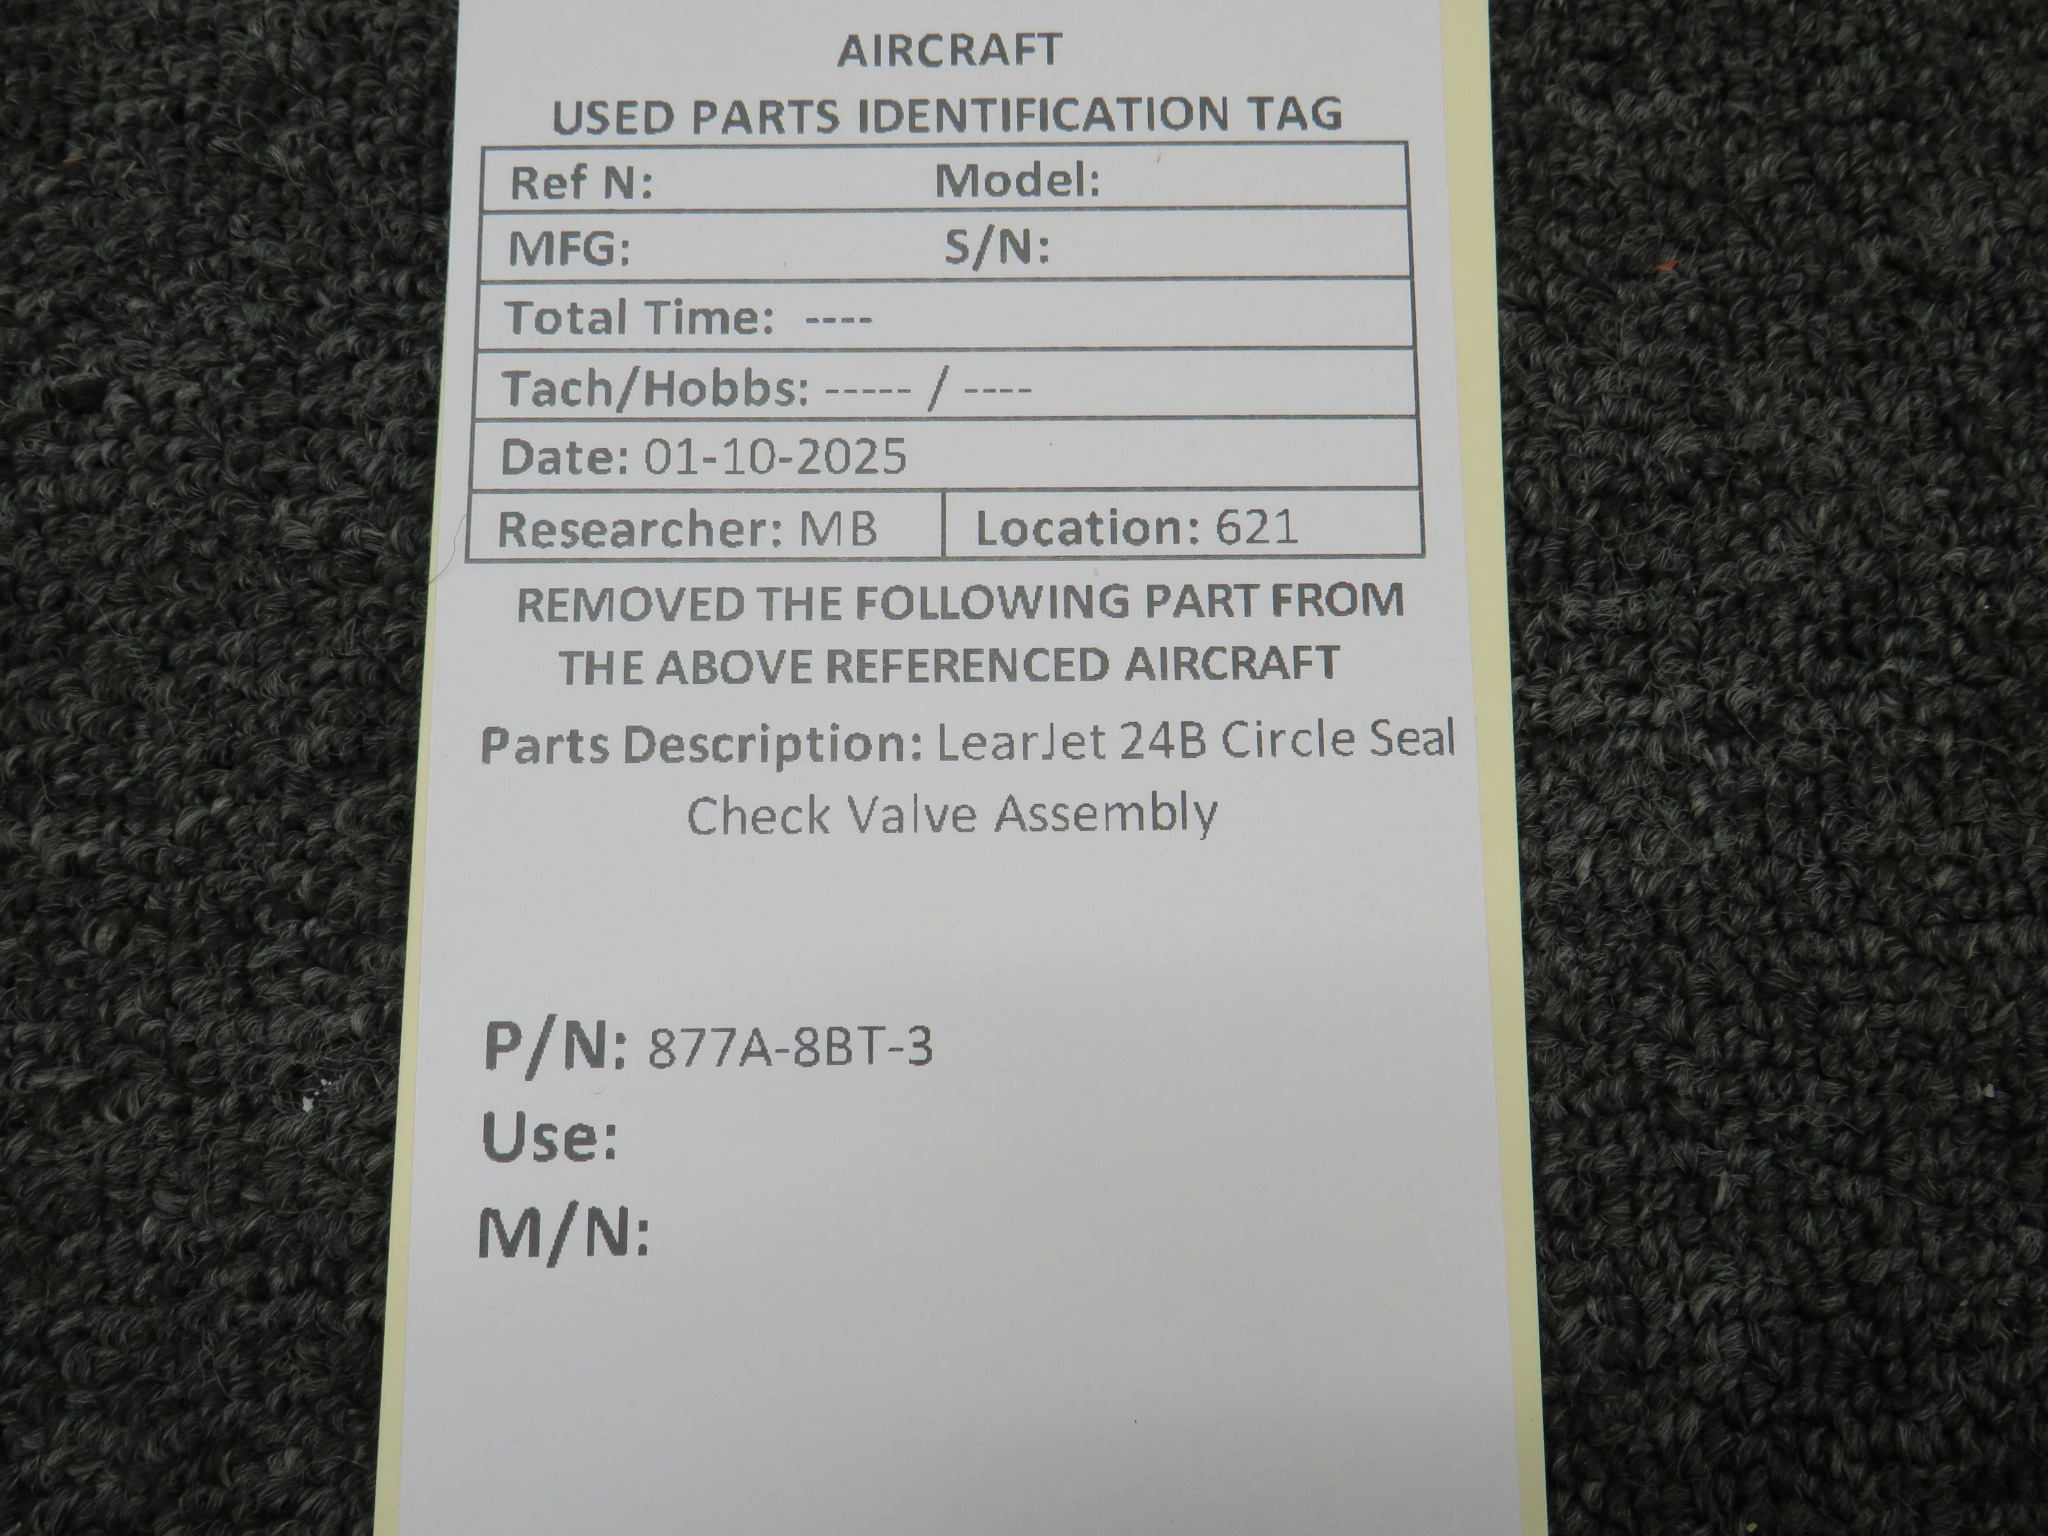 AIRCRAFT
USED PARTS IDENTIFICATION TAG
Ref N: Model:
MFG: S/N:
Total Time: ----
Tach/Hobbs: ----- / ----
Date: 01-10-2025
Researcher: MB Location: 621
REMOVED THE FOLLOWING PART FROM
THE ABOVE REFERENCED AIRCRAFT
Parts Description: LearJet 24B Circle Seal
Check Valve Assembly
P/N: 877A-8BT-3
Use:
M/N: